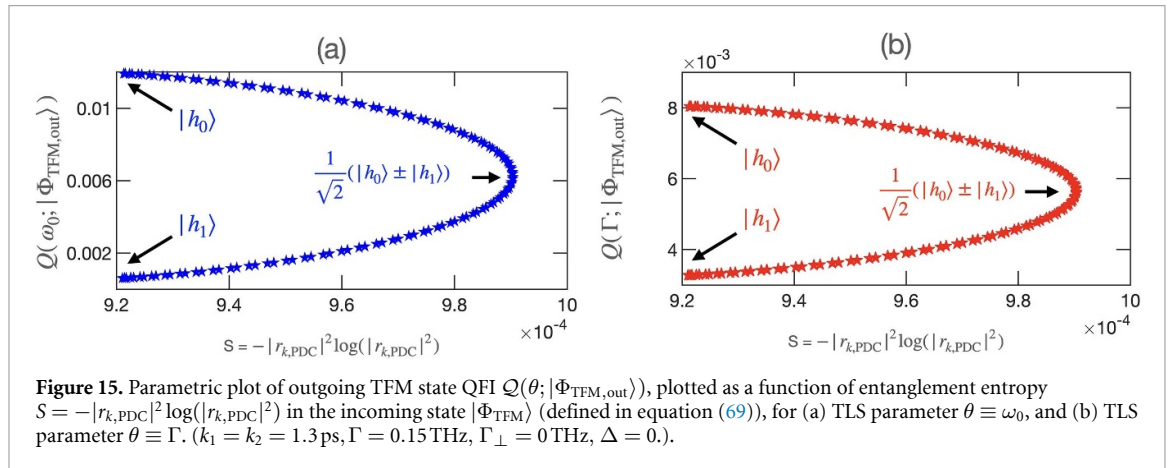 (a)
0.01
0.006
0.002
Q(ω₀; |Φ_TFM,out⟩)
|h₀⟩
1/√2 (|h₀⟩ ± |h₁⟩)
|h₁⟩
9.2 9.4 9.6 9.8 10
×10⁻⁴
S = −|r_k,PDC|² log(|r_k,PDC|²)
(b)
×10⁻³
8
6
4
Q(Γ; |Φ_TFM,out⟩)
|h₀⟩
1/√2 (|h₀⟩ ± |h₁⟩)
|h₁⟩
9.2 9.4 9.6 9.8 10
×10⁻⁴
S = −|r_k,PDC|² log(|r_k,PDC|²)
Figure 15. Parametric plot of outgoing TFM state QFI Q(θ; |Φ_TFM,out⟩), plotted as a function of entanglement entropy
S = −|r_k,PDC|² log(|r_k,PDC|²) in the incoming state |Φ_TFM⟩ (defined in equation (69)), for (a) TLS parameter θ ≡ ω₀, and (b) TLS
parameter θ ≡ Γ. (k₁ = k₂ = 1.3 ps, Γ = 0.15 THz, Γ⊥ = 0 THz, Δ = 0.).